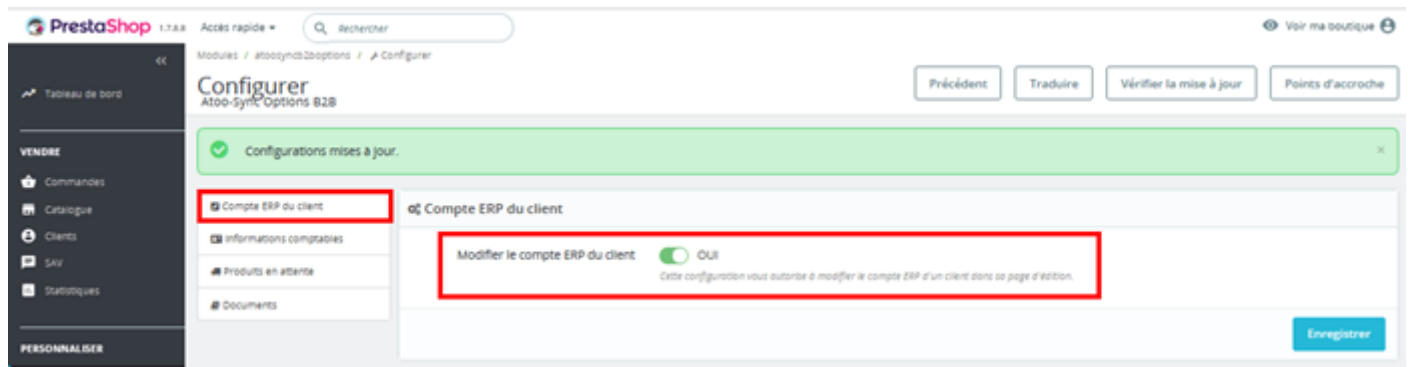 PrestaShop 1.7.8.8 Accès rapide Rechercher Voir ma boutique
Modules / atoosyncb2boptions / Configurer
Configurer
Atoo-Sync Options B2B
Précédent Traduire Vérifier la mise à jour Points d'accroche
Tableau de bord
Configurations mises à jour. ×
VENDRE
Commandes
Catalogue
Clients
SAV
Statistiques
PERSONNALISER
Compte ERP du client
Informations comptables
Produits en attente
Documents
Compte ERP du client
Modifier le compte ERP du client OUI
Cette configuration vous autorise à modifier le compte ERP d'un client dans sa page d'édition.
Enregistrer